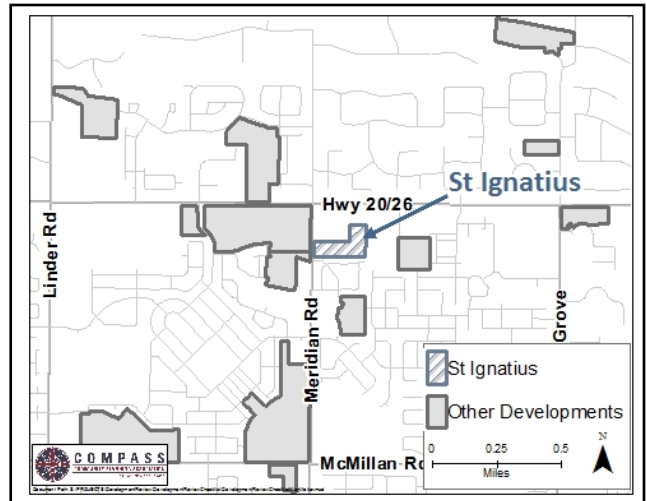 St Ignatius
Hwy 20/26
Linder Rd
Meridian Rd
Grove
St Ignatius
Other Developments
0 0.25 0.5
Miles
N
McMillan Rd
COMPASS